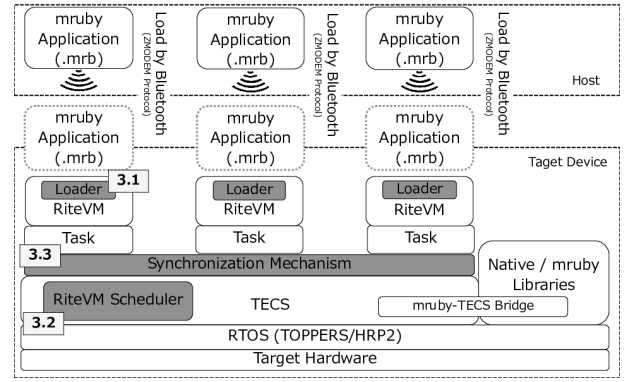 mruby
Application
(.mrb)
Load by Bluetooth
(ZMODEM Protocol)
mruby
Application
(.mrb)
Load by Bluetooth
(ZMODEM Protocol)
mruby
Application
(.mrb)
Load by Bluetooth
(ZMODEM Protocol)
Host
mruby
Application
(.mrb)
mruby
Application
(.mrb)
mruby
Application
(.mrb)
Taget Device
Loader
3.1
RiteVM
Loader
RiteVM
Loader
RiteVM
Task
Task
Task
3.3
Synchronization Mechanism
Native / mruby
Libraries
RiteVM Scheduler
TECS
mruby-TECS Bridge
3.2
RTOS (TOPPERS/HRP2)
Target Hardware